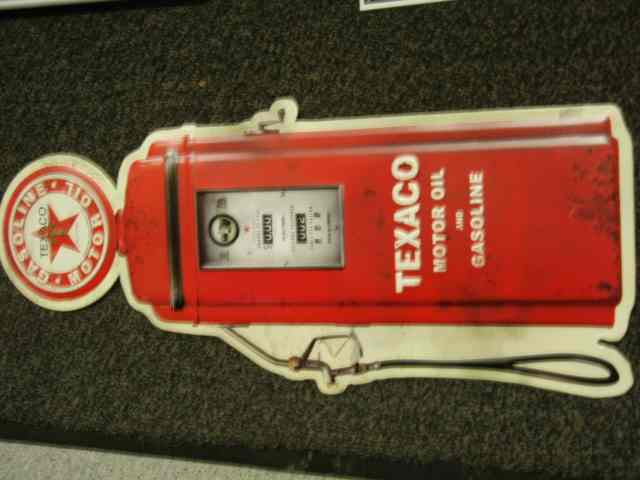 GASOLINE
MOTOR OIL
TEXACO
TEXACO
MOTOR OIL
AND
GASOLINE